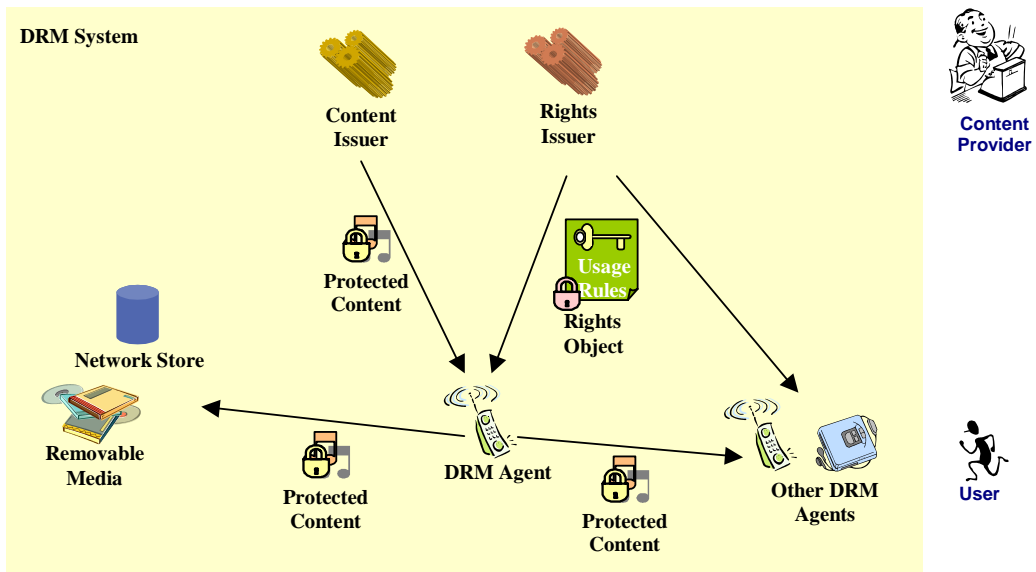 DRM System
Content
Issuer
Rights
Issuer
Content
Provider
Protected
Content
Usage
Rules
Rights
Object
Network Store
Removable
Media
Protected
Content
DRM Agent
Protected
Content
Other DRM
Agents
User